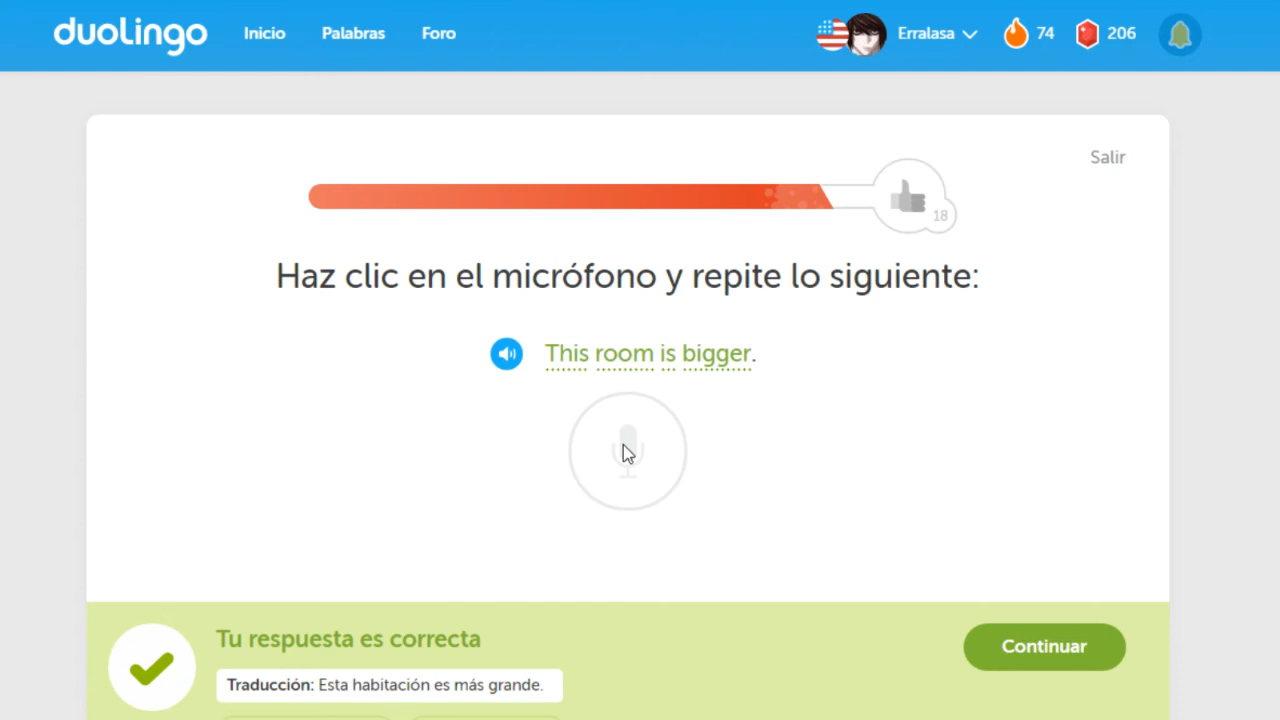 duolingo Inicio Palabras Foro Erralasa 74 206
Salir
18
Haz clic en el micrófono y repite lo siguiente:
This room is bigger.
Tu respuesta es correcta
Continuar
Traducción: Esta habitación es más grande.